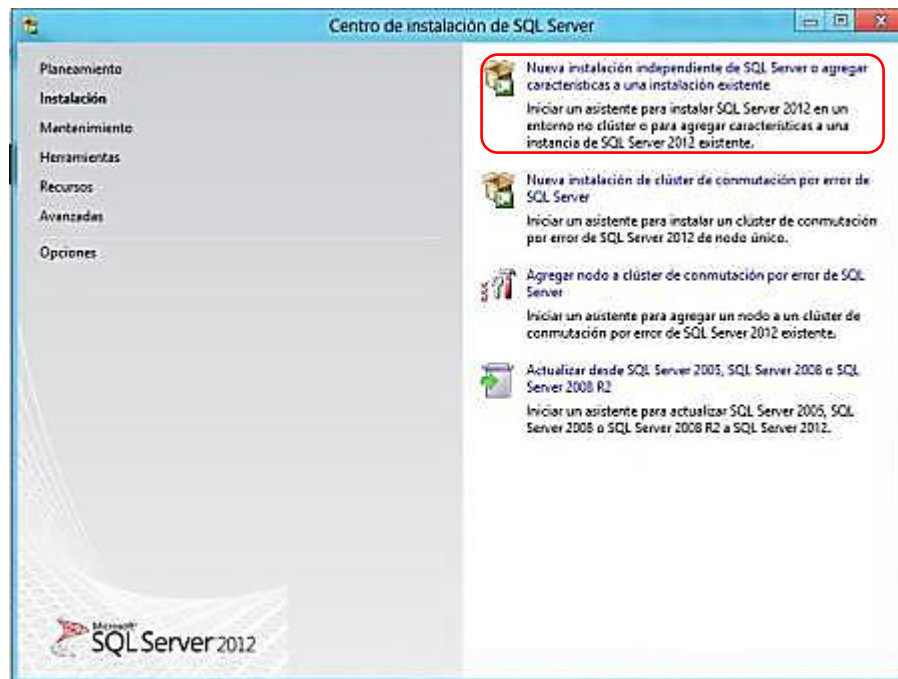 Centro de instalación de SQL Server
Planeamiento
Instalación
Mantenimiento
Herramientas
Recursos
Avanzadas
Opciones
Nueva instalación independiente de SQL Server o agregar
características a una instalación existente
Iniciar un asistente para instalar SQL Server 2012 en un
entorno no clúster o para agregar características a una
instancia de SQL Server 2012 existente.
Nueva instalación de clúster de conmutación por error de
SQL Server
Iniciar un asistente para instalar un clúster de conmutación
por error de SQL Server 2012 de nodo único.
Agregar nodo a clúster de conmutación por error de SQL
Server
Iniciar un asistente para agregar un nodo a un clúster de
conmutación por error de SQL Server 2012 existente.
Actualizar desde SQL Server 2005, SQL Server 2008 o SQL
Server 2008 R2
Iniciar un asistente para actualizar SQL Server 2005, SQL
Server 2008 o SQL Server 2008 R2 a SQL Server 2012.
Microsoft
SQL Server 2012